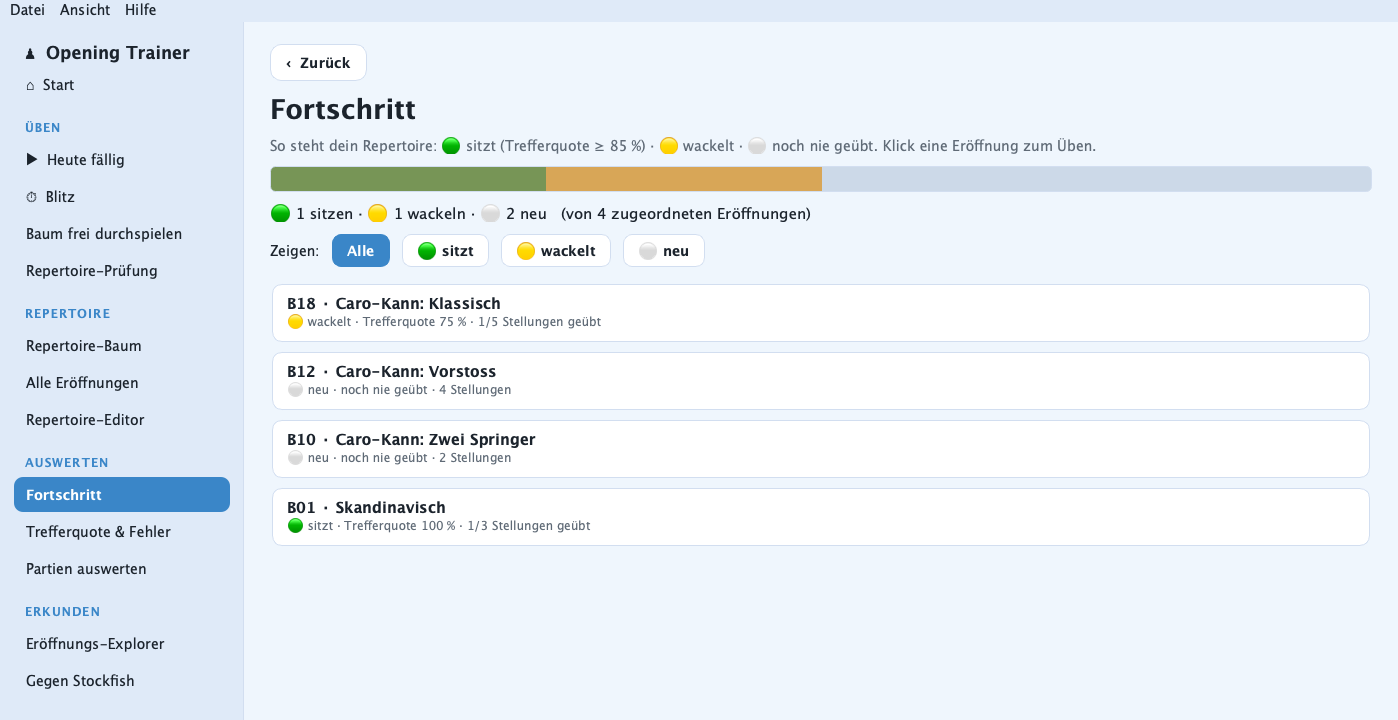 Datei Ansicht Hilfe
♟ Opening Trainer
⌂ Start
ÜBEN
▶ Heute fällig
⏱ Blitz
Baum frei durchspielen
Repertoire-Prüfung
REPERTOIRE
Repertoire-Baum
Alle Eröffnungen
Repertoire-Editor
AUSWERTEN
Fortschritt
Trefferquote & Fehler
Partien auswerten
ERKUNDEN
Eröffnungs-Explorer
Gegen Stockfish
‹ Zurück
Fortschritt
So steht dein Repertoire: 🟢 sitzt (Trefferquote ≥ 85 %) · 🟡 wackelt · ⚪ noch nie geübt. Klick eine Eröffnung zum Üben.
🟢 1 sitzen · 🟡 1 wackeln · ⚪ 2 neu (von 4 zugeordneten Eröffnungen)
Zeigen: Alle 🟢 sitzt 🟡 wackelt ⚪ neu
B18 · Caro-Kann: Klassisch
🟡 wackelt · Trefferquote 75 % · 1/5 Stellungen geübt
B12 · Caro-Kann: Vorstoss
⚪ neu · noch nie geübt · 4 Stellungen
B10 · Caro-Kann: Zwei Springer
⚪ neu · noch nie geübt · 2 Stellungen
B01 · Skandinavisch
🟢 sitzt · Trefferquote 100 % · 1/3 Stellungen geübt